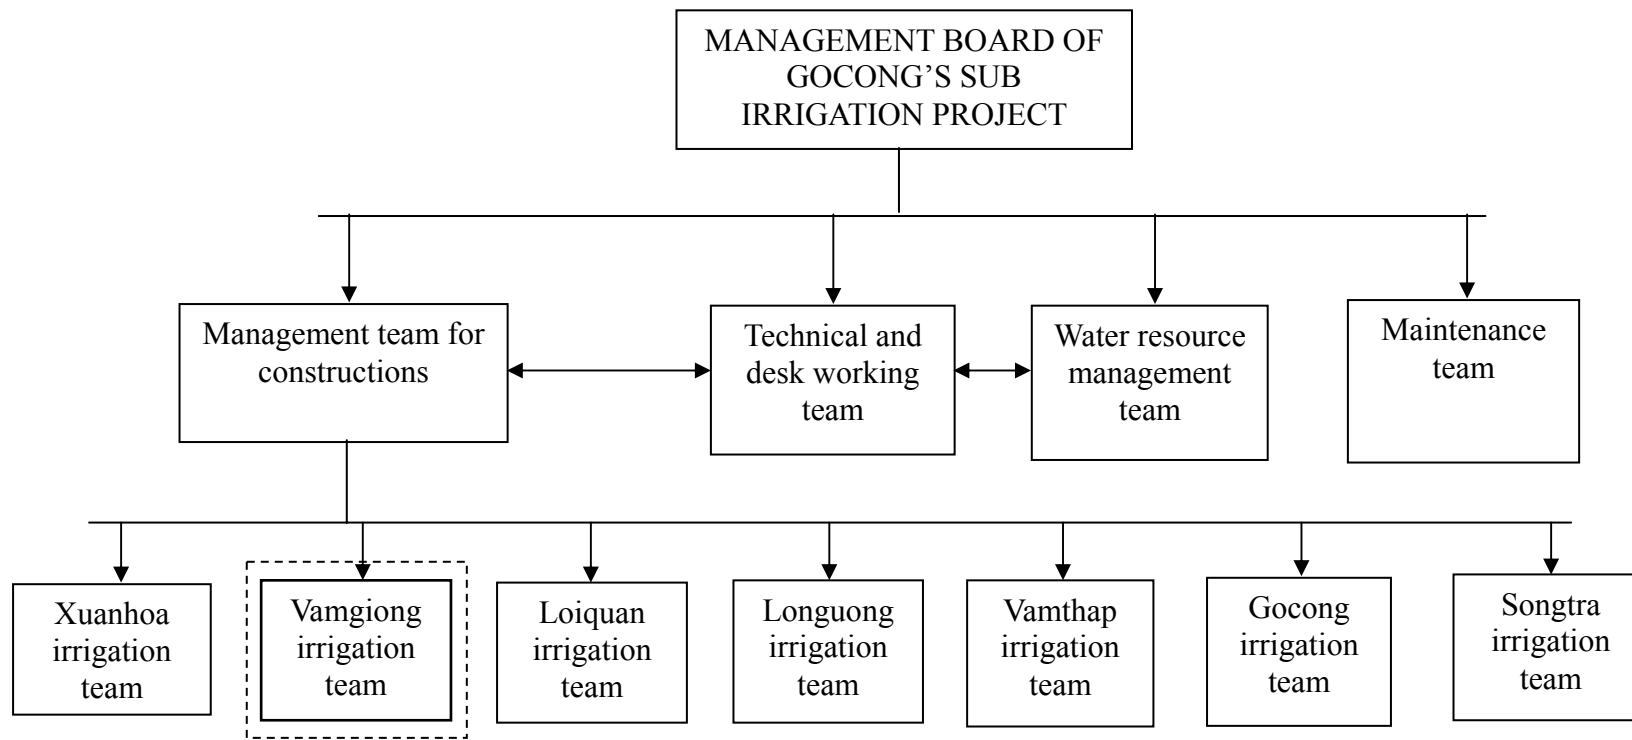 MANAGEMENT BOARD OF
GOCONG’S SUB
IRRIGATION PROJECT
Management team for
constructions
Technical and
desk working
team
Water resource
management
team
Maintenance
team
Xuanhoa
irrigation
team
Vamgiong
irrigation
team
Loiquan
irrigation
team
Longuong
irrigation
team
Vamthap
irrigation
team
Gocong
irrigation
team
Songtra
irrigation
team